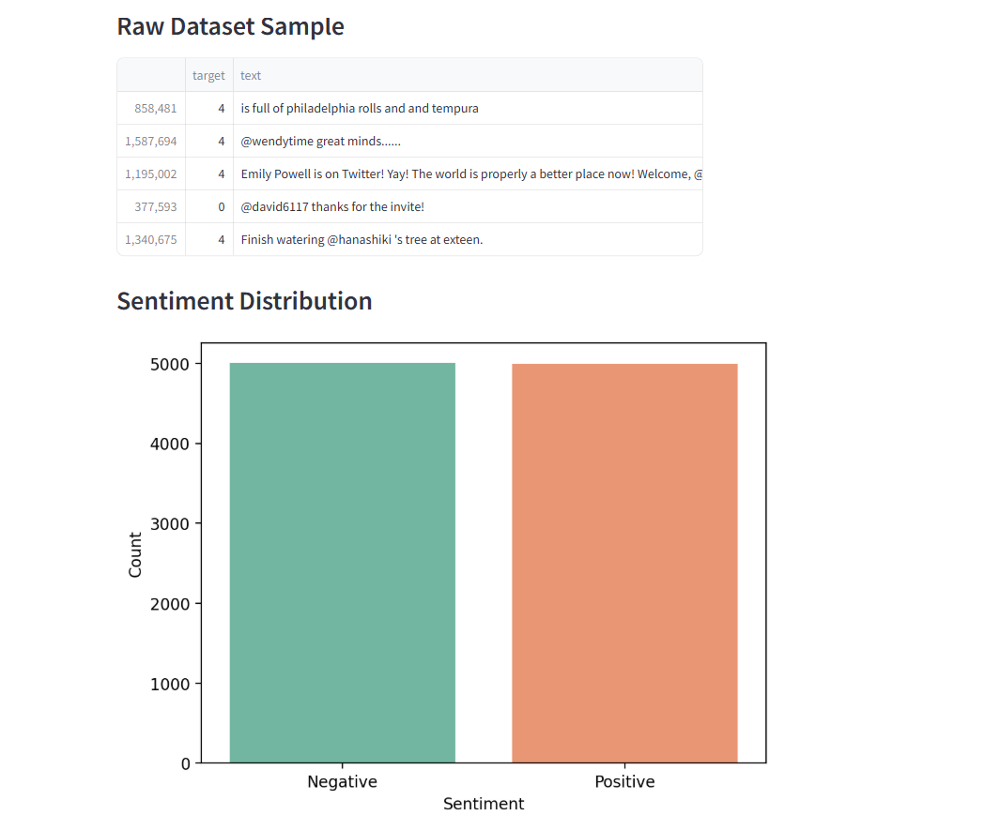 Raw Dataset Sample
target text
858,481 4 is full of philadelphia rolls and and tempura
1,587,694 4 @wendytime great minds......
1,195,002 4 Emily Powell is on Twitter! Yay! The world is properly a better place now! Welcome, @
377,593 0 @david6117 thanks for the invite!
1,340,675 4 Finish watering @hanashiki 's tree at exteen.
Sentiment Distribution
5000
4000
3000
2000
1000
0
Count
Negative Positive
Sentiment